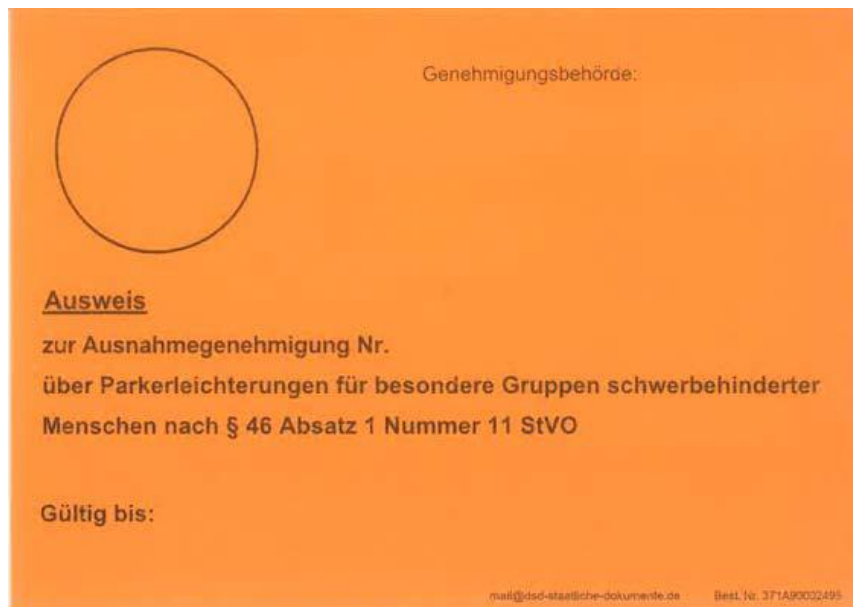 Genehmigungsbehörde:
Ausweis
zur Ausnahmegenehmigung Nr.
über Parkerleichterungen für besondere Gruppen schwerbehinderter
Menschen nach § 46 Absatz 1 Nummer 11 StVO
Gültig bis:
mail@dsd-staatliche-dokumente.de Best. Nr. 371A90002495